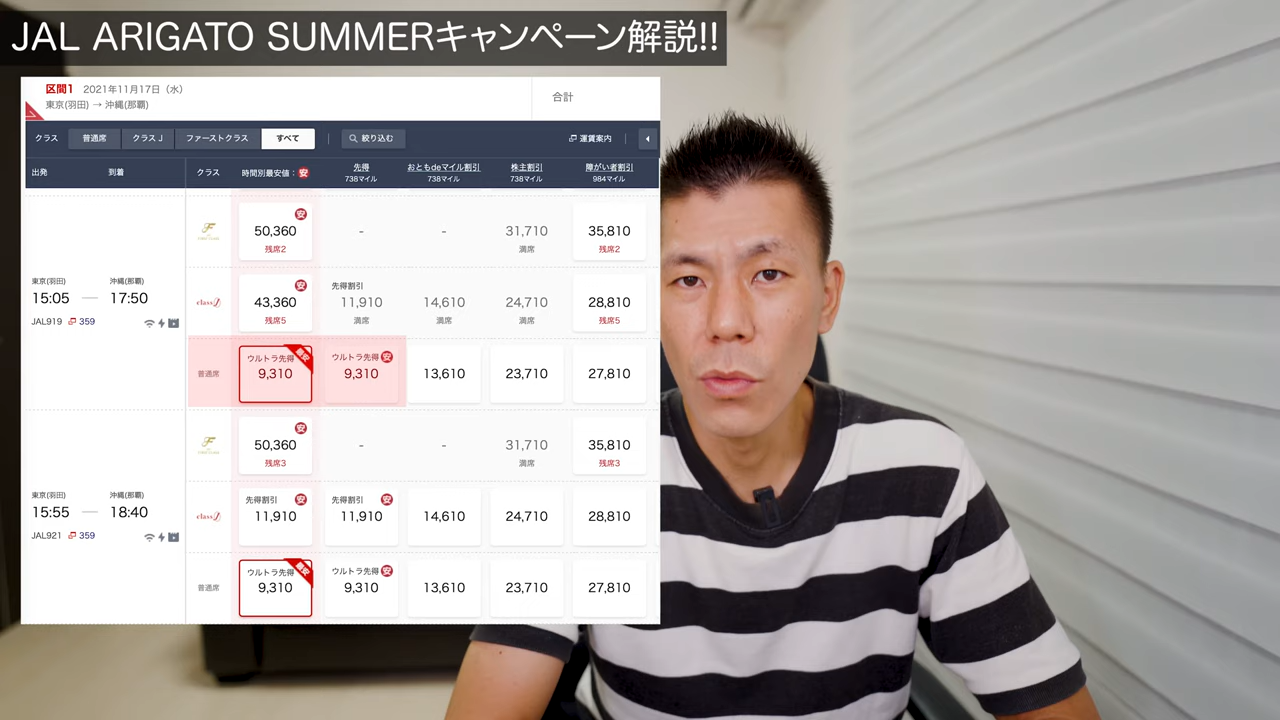 JAL ARIGATO SUMMERキャンペーン解説!!
区間1 2021年11月17日（水）
東京(羽田) → 沖縄(那覇)
合計
クラス 普通席 クラス J ファーストクラス すべて 絞り込む 運賃案内
出発 到着 クラス 時間別最安値：安 先得 おともdeマイル割引 株主割引 障がい者割引
738マイル 738マイル 738マイル 984マイル
安
50,360 - - 31,710 35,810
残席2 満席 残席2
東京(羽田) 沖縄(那覇)
15:05 — 17:50
JAL919 359
class J 安 先得割引
43,360 11,910 14,610 24,710 28,810
残席5 満席 満席 満席 残席5
普通席 ウルトラ先得 最安 ウルトラ先得 安
9,310 9,310 13,610 23,710 27,810
安
50,360 - - 31,710 35,810
残席3 満席 残席3
東京(羽田) 沖縄(那覇)
15:55 — 18:40
JAL921 359
class J 先得割引 安 先得割引 安
11,910 11,910 14,610 24,710 28,810
普通席 ウルトラ先得 最安 ウルトラ先得 安
9,310 9,310 13,610 23,710 27,810